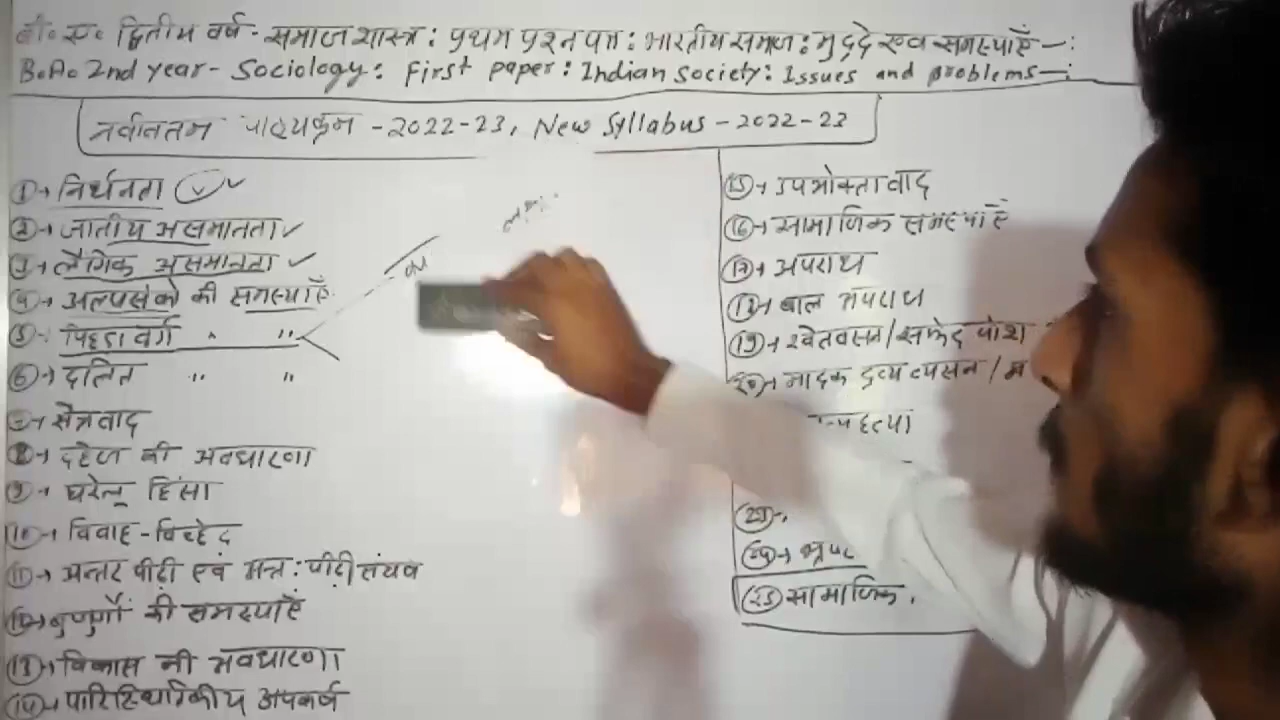 बी॰ए॰ द्वितीय वर्ष - समाजशास्त्र : प्रथम प्रश्न पत्र : भारतीय समाज : मुद्दे एवं समस्याएँ —:
B.A. 2nd year - Sociology : First paper : Indian Society : Issues and problems —:
नवीनतम पाठ्यक्रम - 2022-23, New Syllabus - 2022-23
①→ निर्धनता
②→ जातीय असमानता
③→ लैंगिक असमानता
④→ अल्पसंको की समस्याएँ
⑤→ पिछडा वर्ग " "
⑥→ दलित " "
→ क्षेत्रवाद
8→ दहेज की अवधारणा
⑨→ घरेलू हिंसा
⑩→ विवाह-विच्छेद
⑪→ अन्तर पीढ़ी एवं अन्त: पीढ़ी संघर्ष
→ की समस्याएँ
⑬→ विकास की अवधारणा
⑭→ पारिस्थितिकीय अपकर्ष
⑮→ उपभोक्तावाद
⑯→ सामाजिक समस्याएँ
⑰→ अपराध
⑱→ बाल अपराध
⑲→ श्वेतवसन/सफेद पोश
⑳→ मादक द्रव्य व्यसन /
सामाजिक